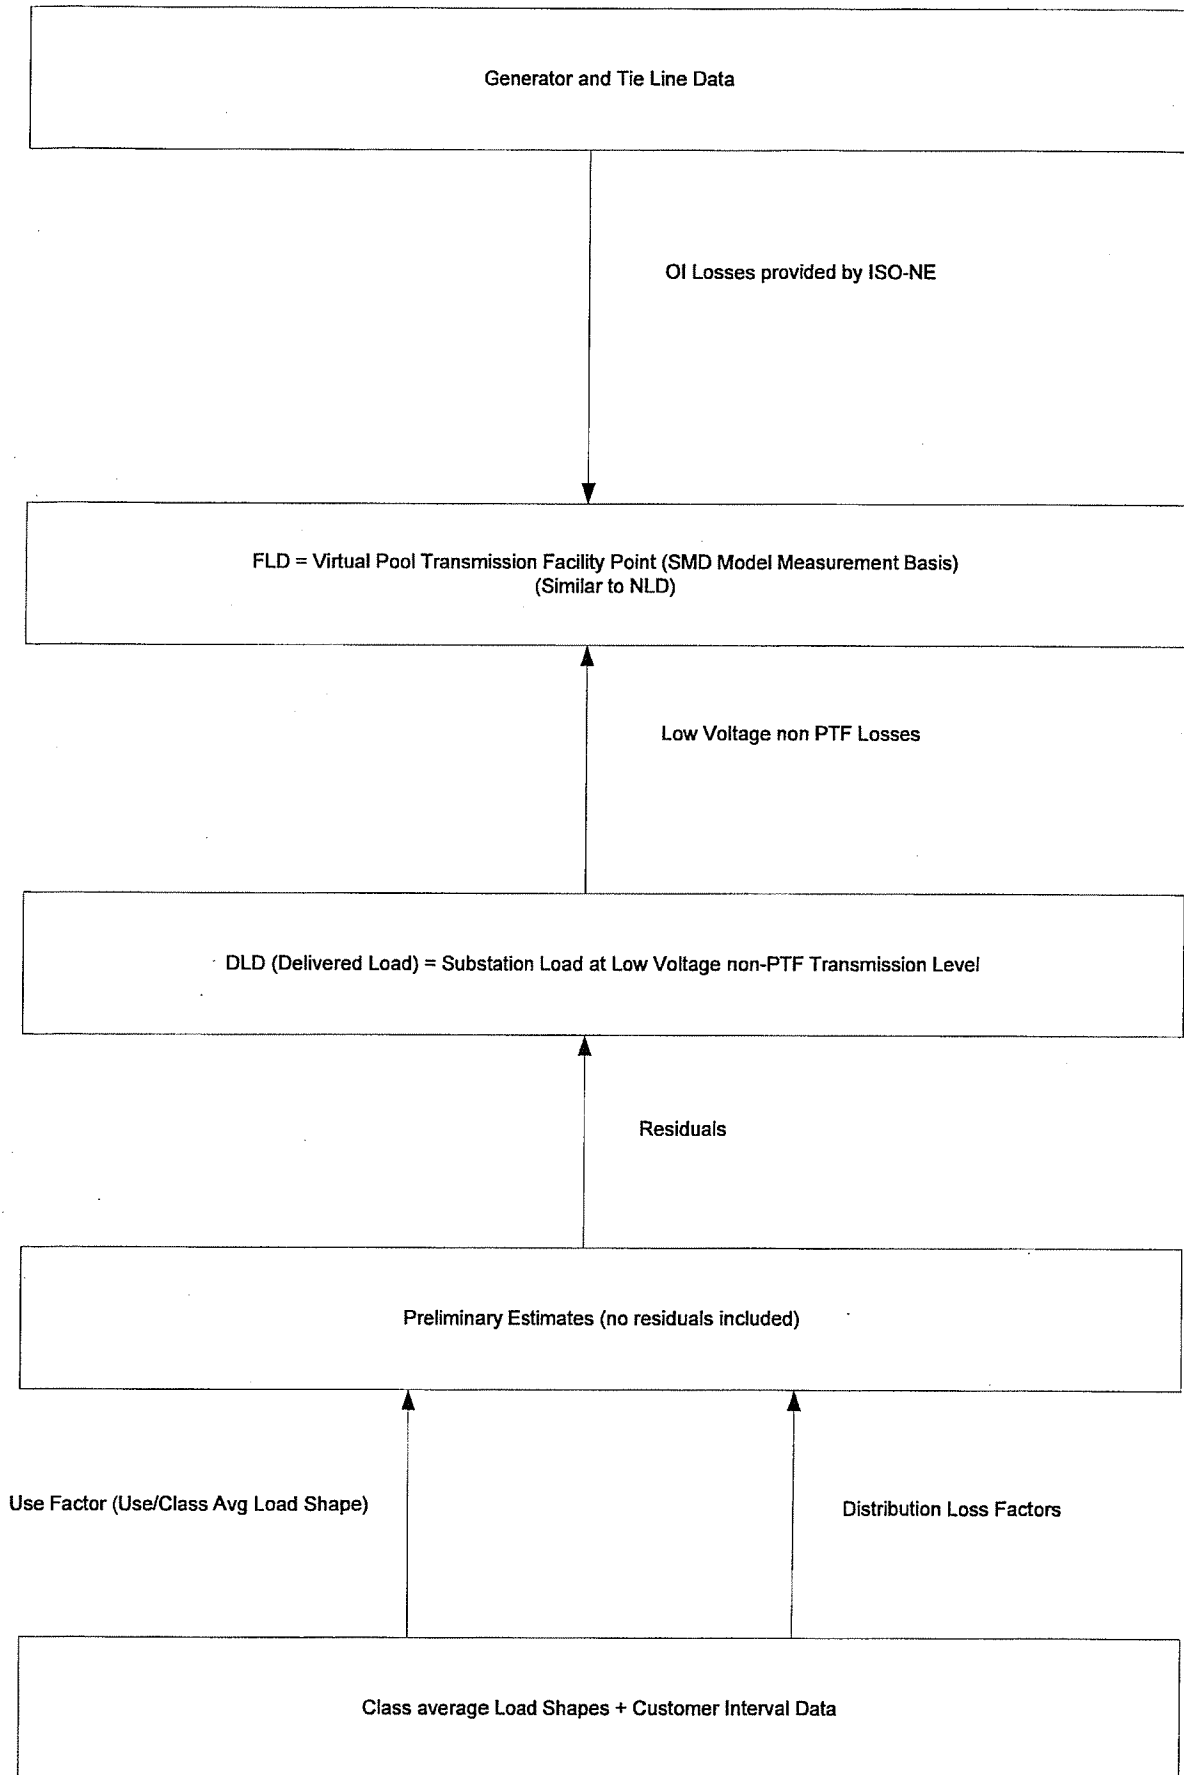 Generator and Tie Line Data
OI Losses provided by ISO-NE
FLD = Virtual Pool Transmission Facility Point (SMD Model Measurement Basis)
(Similar to NLD)
Low Voltage non PTF Losses
DLD (Delivered Load) = Substation Load at Low Voltage non-PTF Transmission Level
Residuals
Preliminary Estimates (no residuals included)
Use Factor (Use/Class Avg Load Shape)
Distribution Loss Factors
Class average Load Shapes + Customer Interval Data